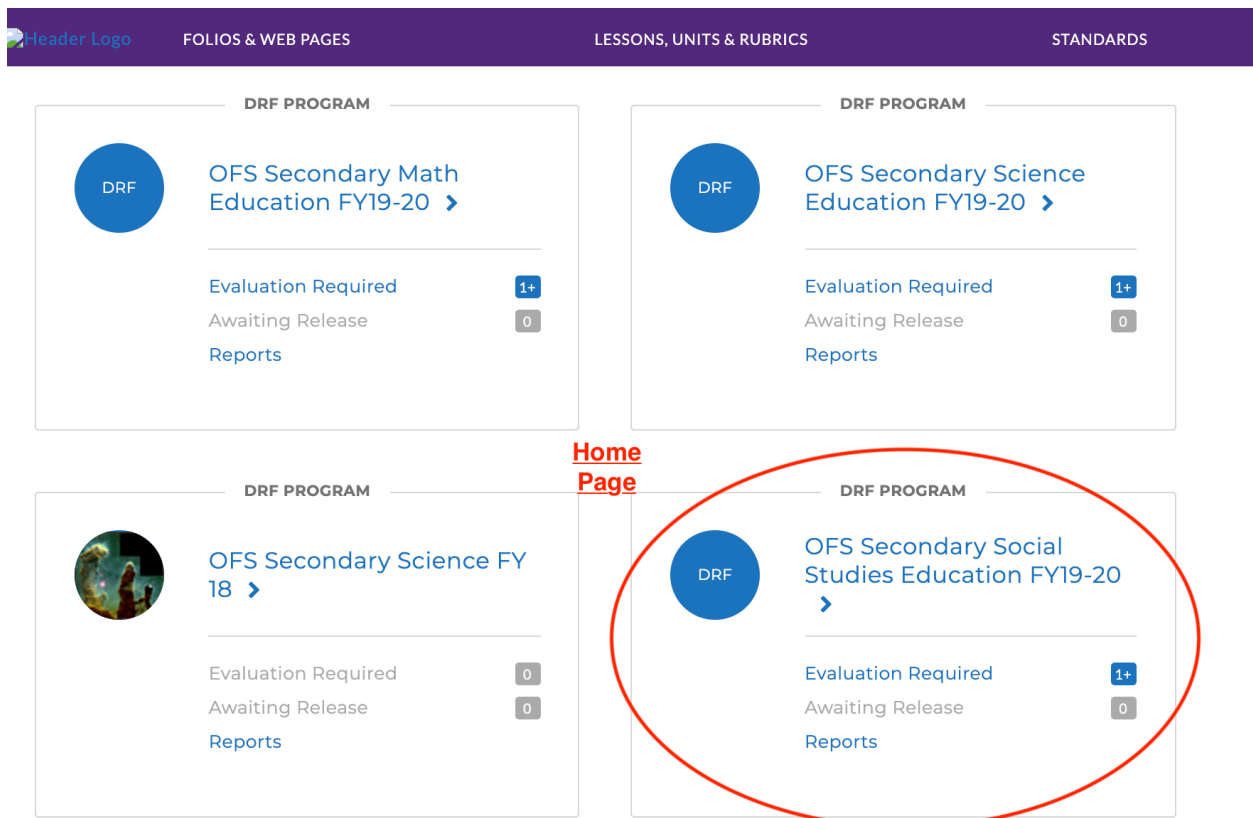 Header Logo
FOLIOS & WEB PAGES
LESSONS, UNITS & RUBRICS
STANDARDS
DRF PROGRAM
DRF
OFS Secondary Math
Education FY19-20
Evaluation Required
1+
Awaiting Release
0
Reports
DRF PROGRAM
DRF
OFS Secondary Science
Education FY19-20
Evaluation Required
1+
Awaiting Release
0
Reports
Home
Page
DRF PROGRAM
OFS Secondary Science FY
18
Evaluation Required
0
Awaiting Release
0
Reports
DRF PROGRAM
DRF
OFS Secondary Social
Studies Education FY19-20
Evaluation Required
1+
Awaiting Release
0
Reports